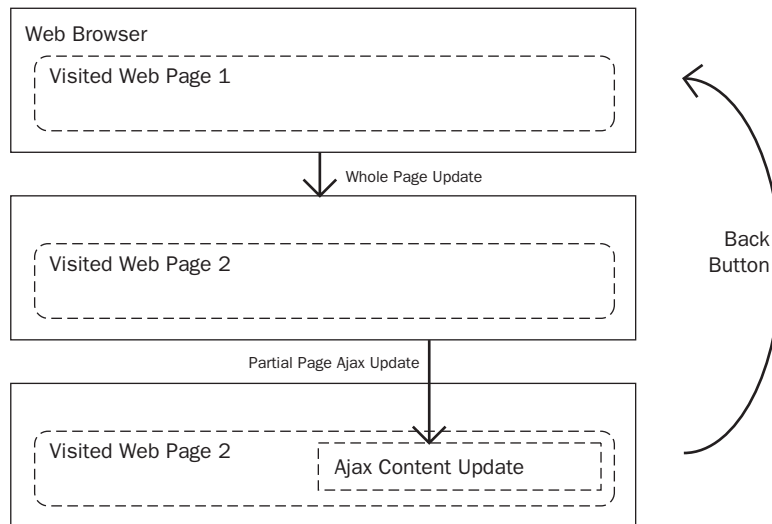 Web Browser
Visited Web Page 1
Whole Page Update
Visited Web Page 2
Back
Button
Partial Page Ajax Update
Visited Web Page 2
Ajax Content Update